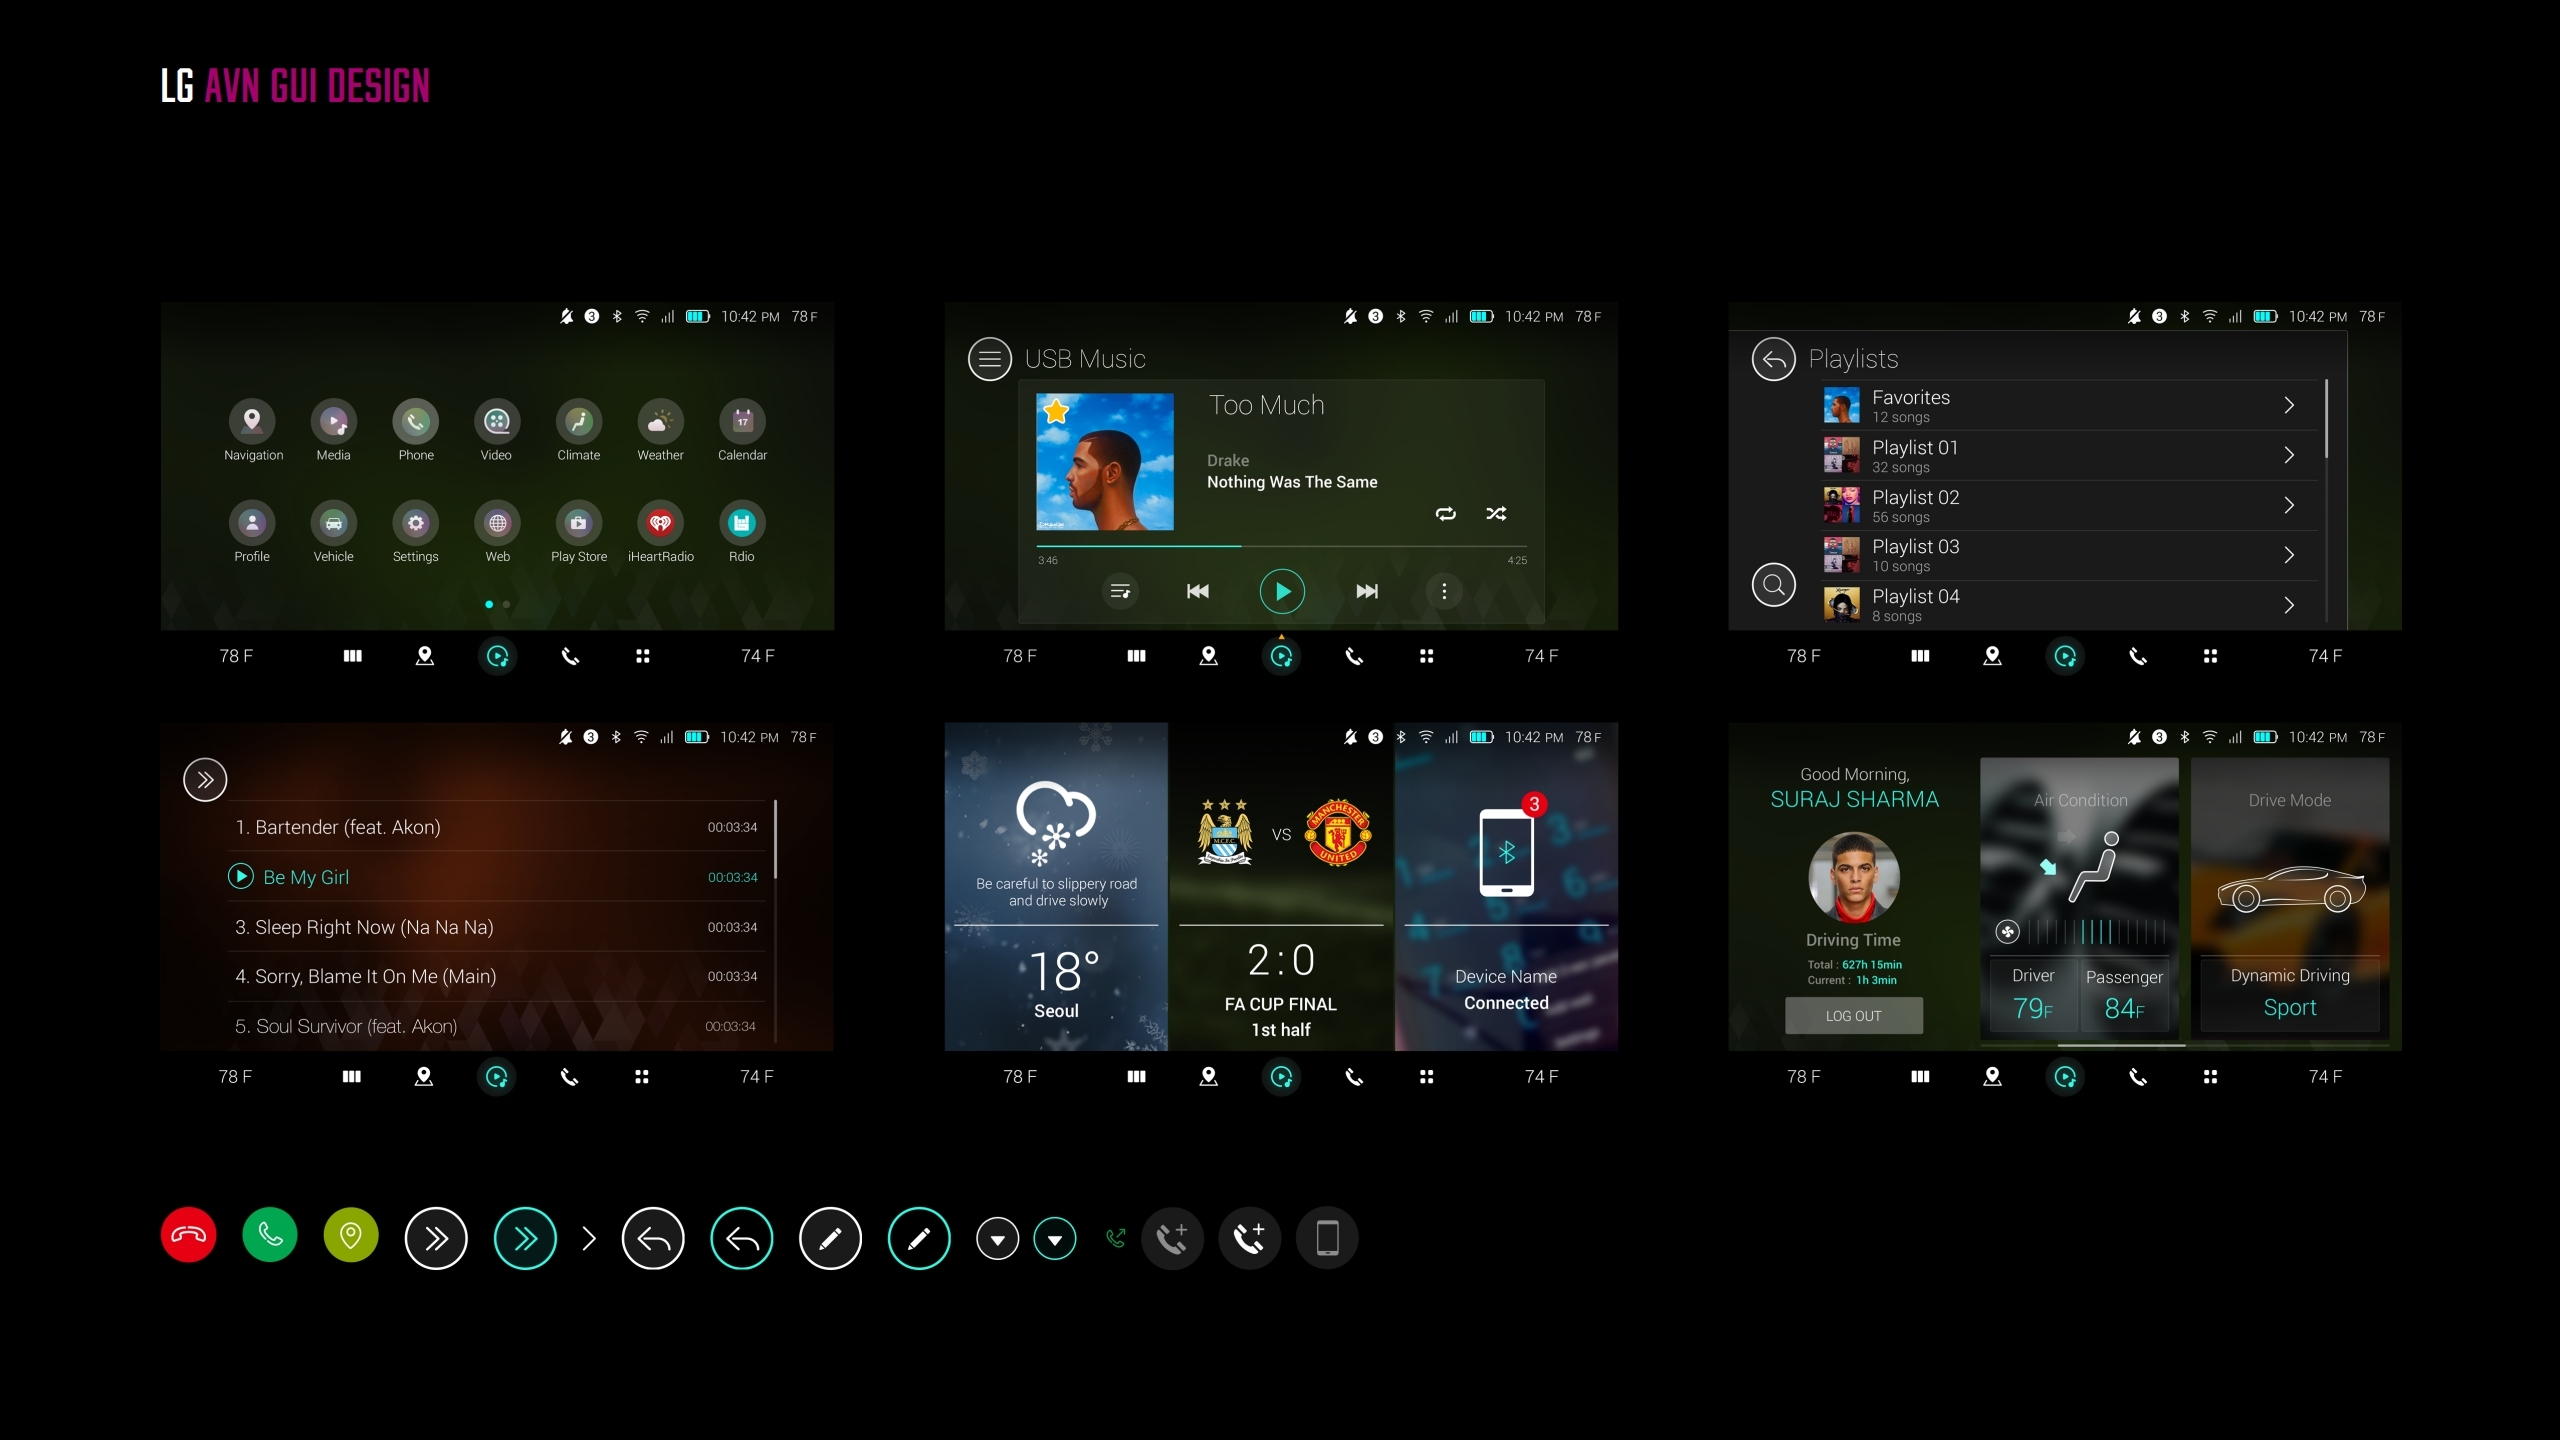 LG AVN GUI DESIGN
3 10:42 PM 78 F
Navigation Media Phone Video Climate Weather Calendar
17
Profile Vehicle Settings Web Play Store iHeartRadio Rdio
78 F 74 F
3 10:42 PM 78 F
USB Music
Too Much
Drake
Nothing Was The Same
3:46 4:25
78 F 74 F
3 10:42 PM 78 F
Playlists
Favorites
12 songs
Playlist 01
32 songs
Playlist 02
56 songs
Playlist 03
10 songs
Playlist 04
8 songs
78 F 74 F
3 10:42 PM 78 F
1. Bartender (feat. Akon) 00:03:34
Be My Girl 00:03:34
3. Sleep Right Now (Na Na Na) 00:03:34
4. Sorry, Blame It On Me (Main) 00:03:34
5. Soul Survivor (feat. Akon) 00:03:34
78 F 74 F
3 10:42 PM 78 F
Be careful to slippery road
and drive slowly
18°
Seoul
M.C.F.C.
VS
MANCHESTER
UNITED
2:0
FA CUP FINAL
1st half
3
Device Name
Connected
78 F 74 F
3 10:42 PM 78 F
Good Morning,
SURAJ SHARMA
Driving Time
Total : 627h 15min
Current : 1h 3min
LOG OUT
Air Condition
Driver Passenger
79F 84F
Drive Mode
Dynamic Driving
Sport
78 F 74 F